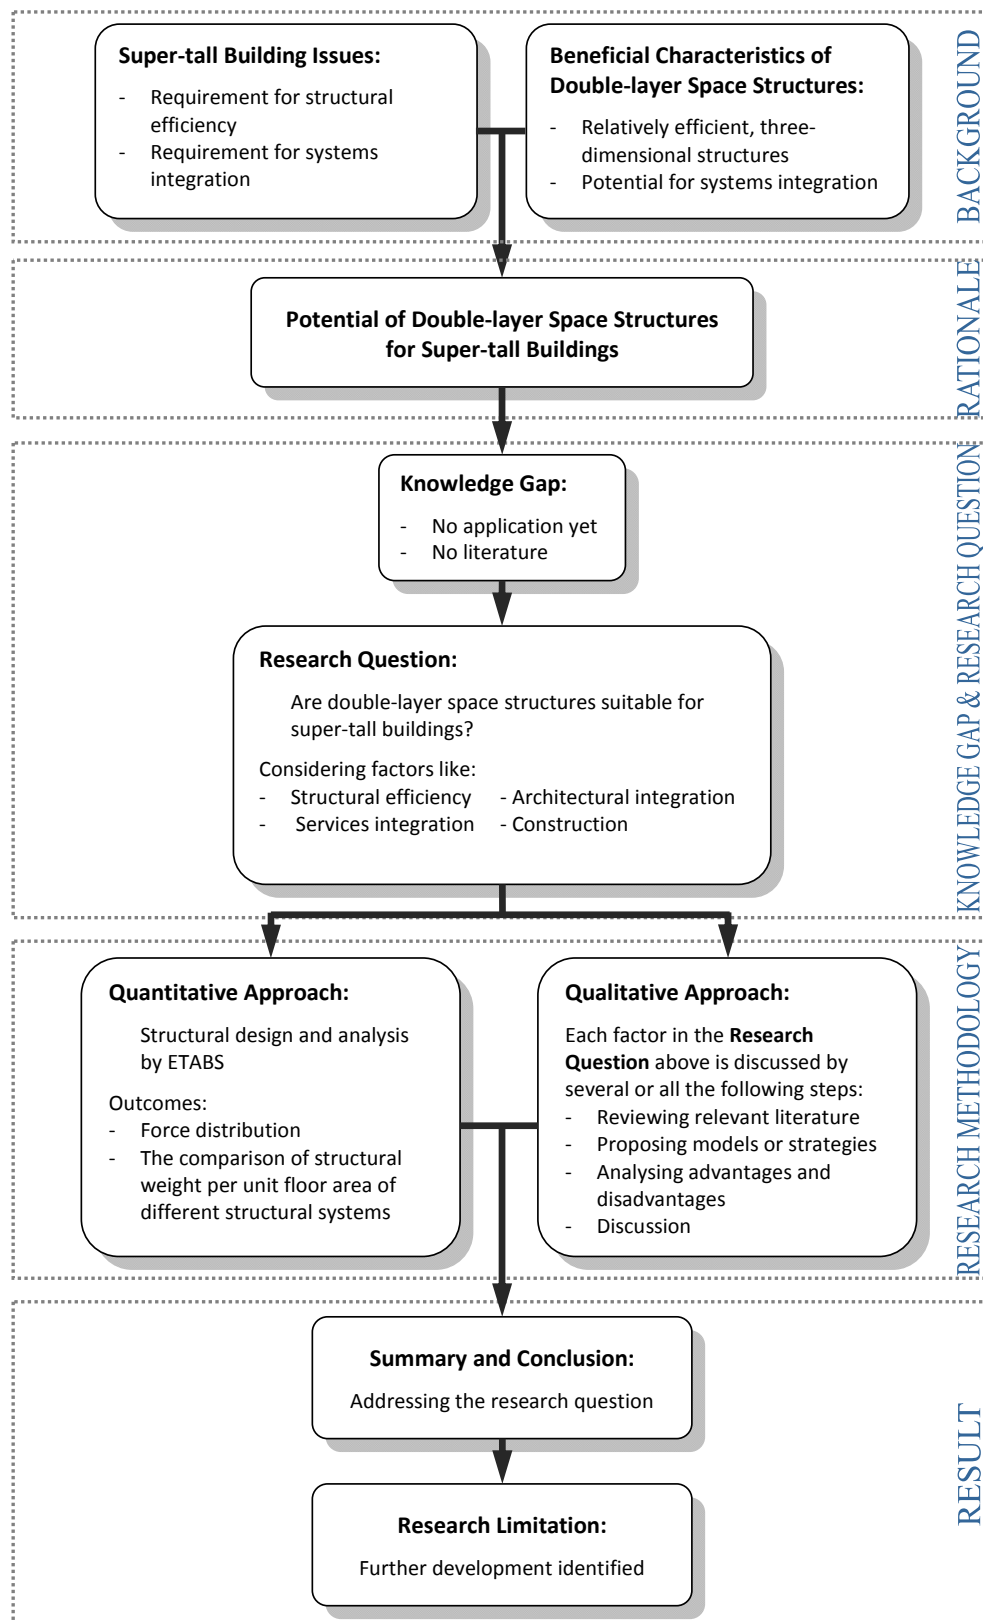 Super-tall Building Issues:
- Requirement for structural
efficiency
- Requirement for systems
integration
Beneficial Characteristics of
Double-layer Space Structures:
- Relatively efficient, three-
dimensional structures
- Potential for systems integration
BACKGROUND
Potential of Double-layer Space Structures
for Super-tall Buildings
RATIONALE
Knowledge Gap:
- No application yet
- No literature
Research Question:
Are double-layer space structures suitable for
super-tall buildings?
Considering factors like:
- Structural efficiency - Architectural integration
- Services integration - Construction
KNOWLEDGE GAP & RESEARCH QUESTION
Quantitative Approach:
Structural design and analysis
by ETABS
Outcomes:
- Force distribution
- The comparison of structural
weight per unit floor area of
different structural systems
Qualitative Approach:
Each factor in the Research
Question above is discussed by
several or all the following steps:
- Reviewing relevant literature
- Proposing models or strategies
- Analysing advantages and
disadvantages
- Discussion
RESEARCH METHODOLOGY
Summary and Conclusion:
Addressing the research question
Research Limitation:
Further development identified
RESULT